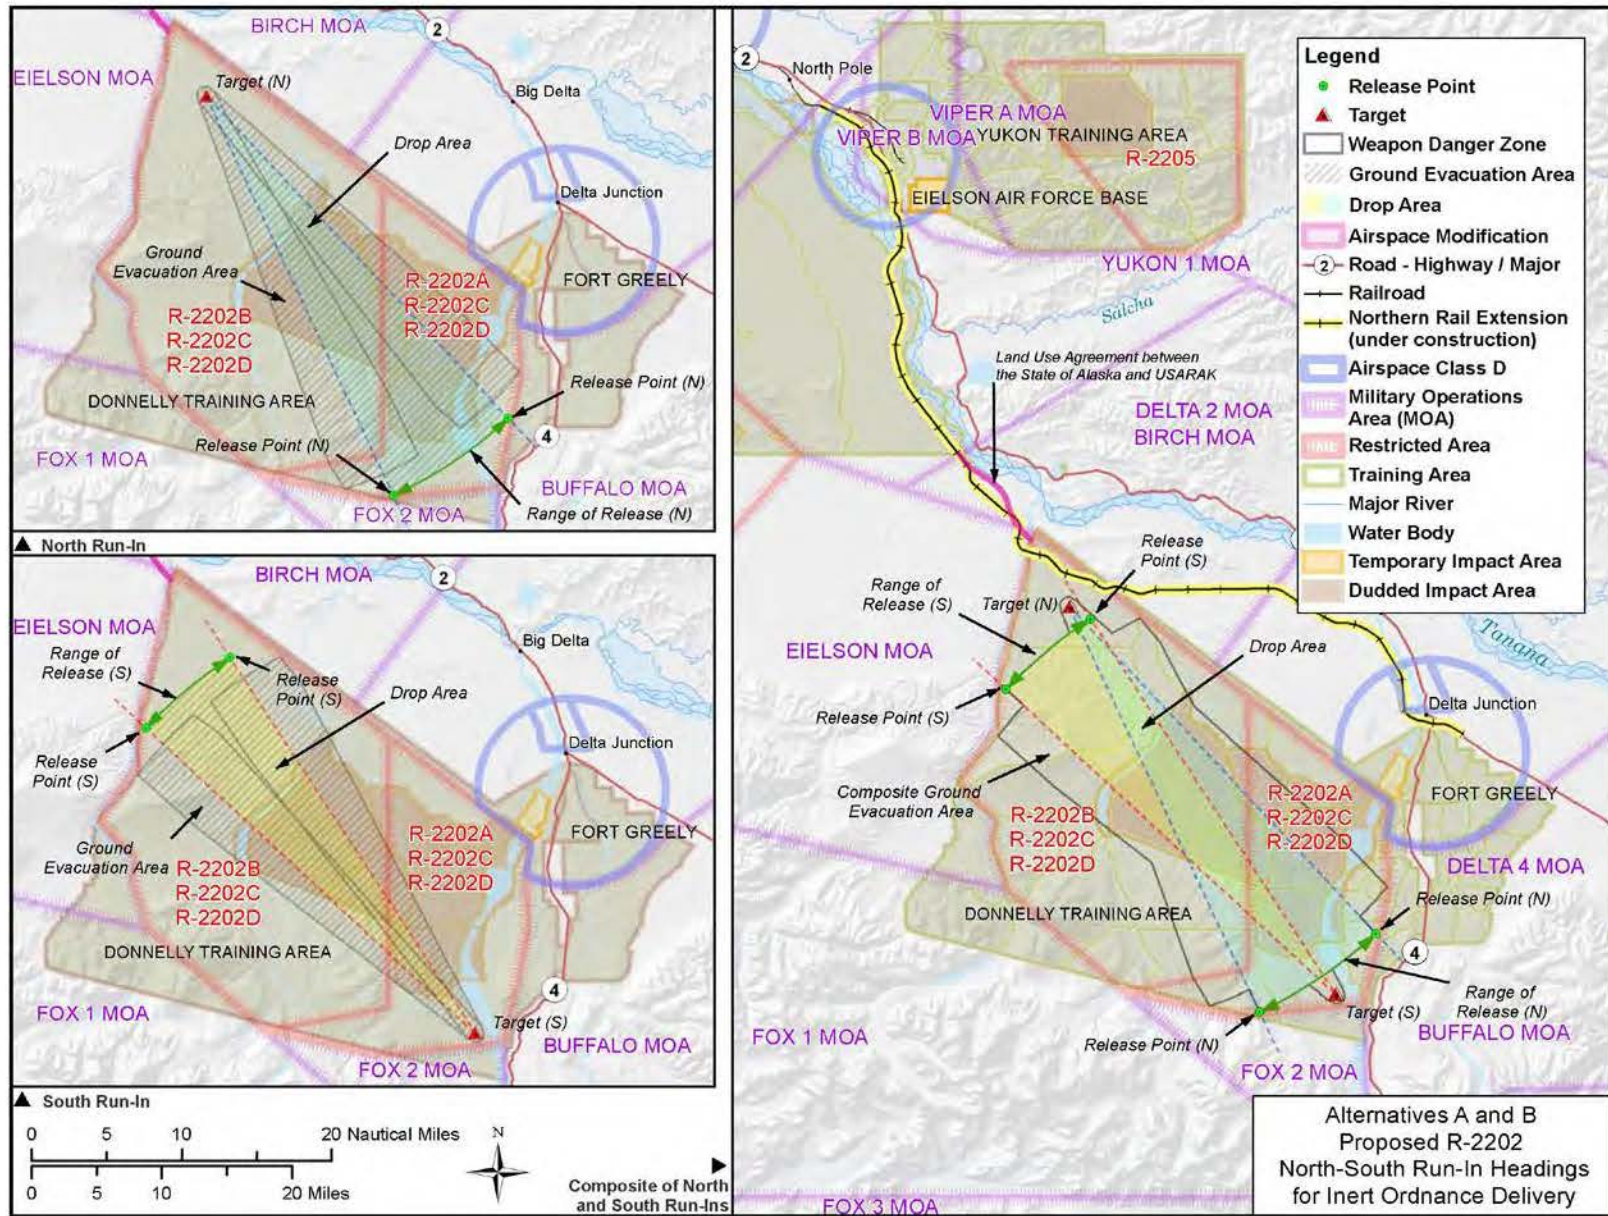 BIRCH MOA
2
EIELSON MOA
Target (N)
Big Delta
Drop Area
Delta Junction
Ground
Evacuation Area
R-2202A
R-2202C
R-2202D
FORT GREELY
R-2202B
R-2202C
R-2202D
Release Point (N)
DONNELLY TRAINING AREA
Release Point (N)
4
FOX 1 MOA
BUFFALO MOA
FOX 2 MOA
Range of Release (N)
North Run-In
BIRCH MOA
2
EIELSON MOA
Range of
Release (S)
Big Delta
Release
Point (S)
Drop Area
Release
Point (S)
Delta Junction
FORT GREELY
R-2202A
R-2202C
R-2202D
Ground
Evacuation Area
R-2202B
R-2202C
R-2202D
DONNELLY TRAINING AREA
4
FOX 1 MOA
Target (S)
BUFFALO MOA
FOX 2 MOA
South Run-In
0 5 10 20 Nautical Miles
0 5 10 20 Miles
N
Composite of North
and South Run-Ins
2
North Pole
VIPER A MOA
VIPER B MOA
YUKON TRAINING AREA
R-2205
EIELSON AIR FORCE BASE
YUKON 1 MOA
Salcha
Land Use Agreement between
the State of Alaska and USARAK
DELTA 2 MOA
BIRCH MOA
Release
Point (S)
Range of
Release (S)
Target (N)
EIELSON MOA
Drop Area
Tanana
Release Point (S)
Delta Junction
Composite Ground
Evacuation Area
R-2202A
R-2202C
R-2202D
FORT GREELY
R-2202B
R-2202C
R-2202D
DELTA 4 MOA
Release Point (N)
DONNELLY TRAINING AREA
4
Range of
Release (N)
Target (S)
FOX 1 MOA
BUFFALO MOA
Release Point (N)
FOX 2 MOA
FOX 3 MOA
Legend
Release Point
Target
Weapon Danger Zone
Ground Evacuation Area
Drop Area
Airspace Modification
2 Road - Highway / Major
Railroad
Northern Rail Extension
(under construction)
Airspace Class D
Military Operations
Area (MOA)
Restricted Area
Training Area
Major River
Water Body
Temporary Impact Area
Dudded Impact Area
Alternatives A and B
Proposed R-2202
North-South Run-In Headings
for Inert Ordnance Delivery